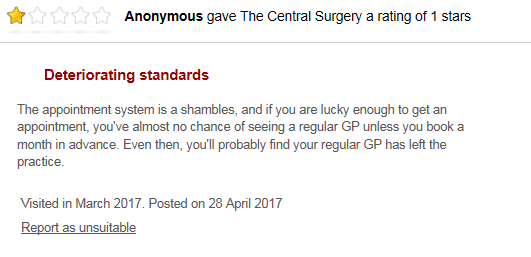 Anonymous gave The Central Surgery a rating of 1 stars
Deteriorating standards
The appointment system is a shambles, and if you are lucky enough to get an
appointment, you've almost no chance of seeing a regular GP unless you book a
month in advance. Even then, you'll probably find your regular GP has left the
practice.
Visited in March 2017. Posted on 28 April 2017
Report as unsuitable